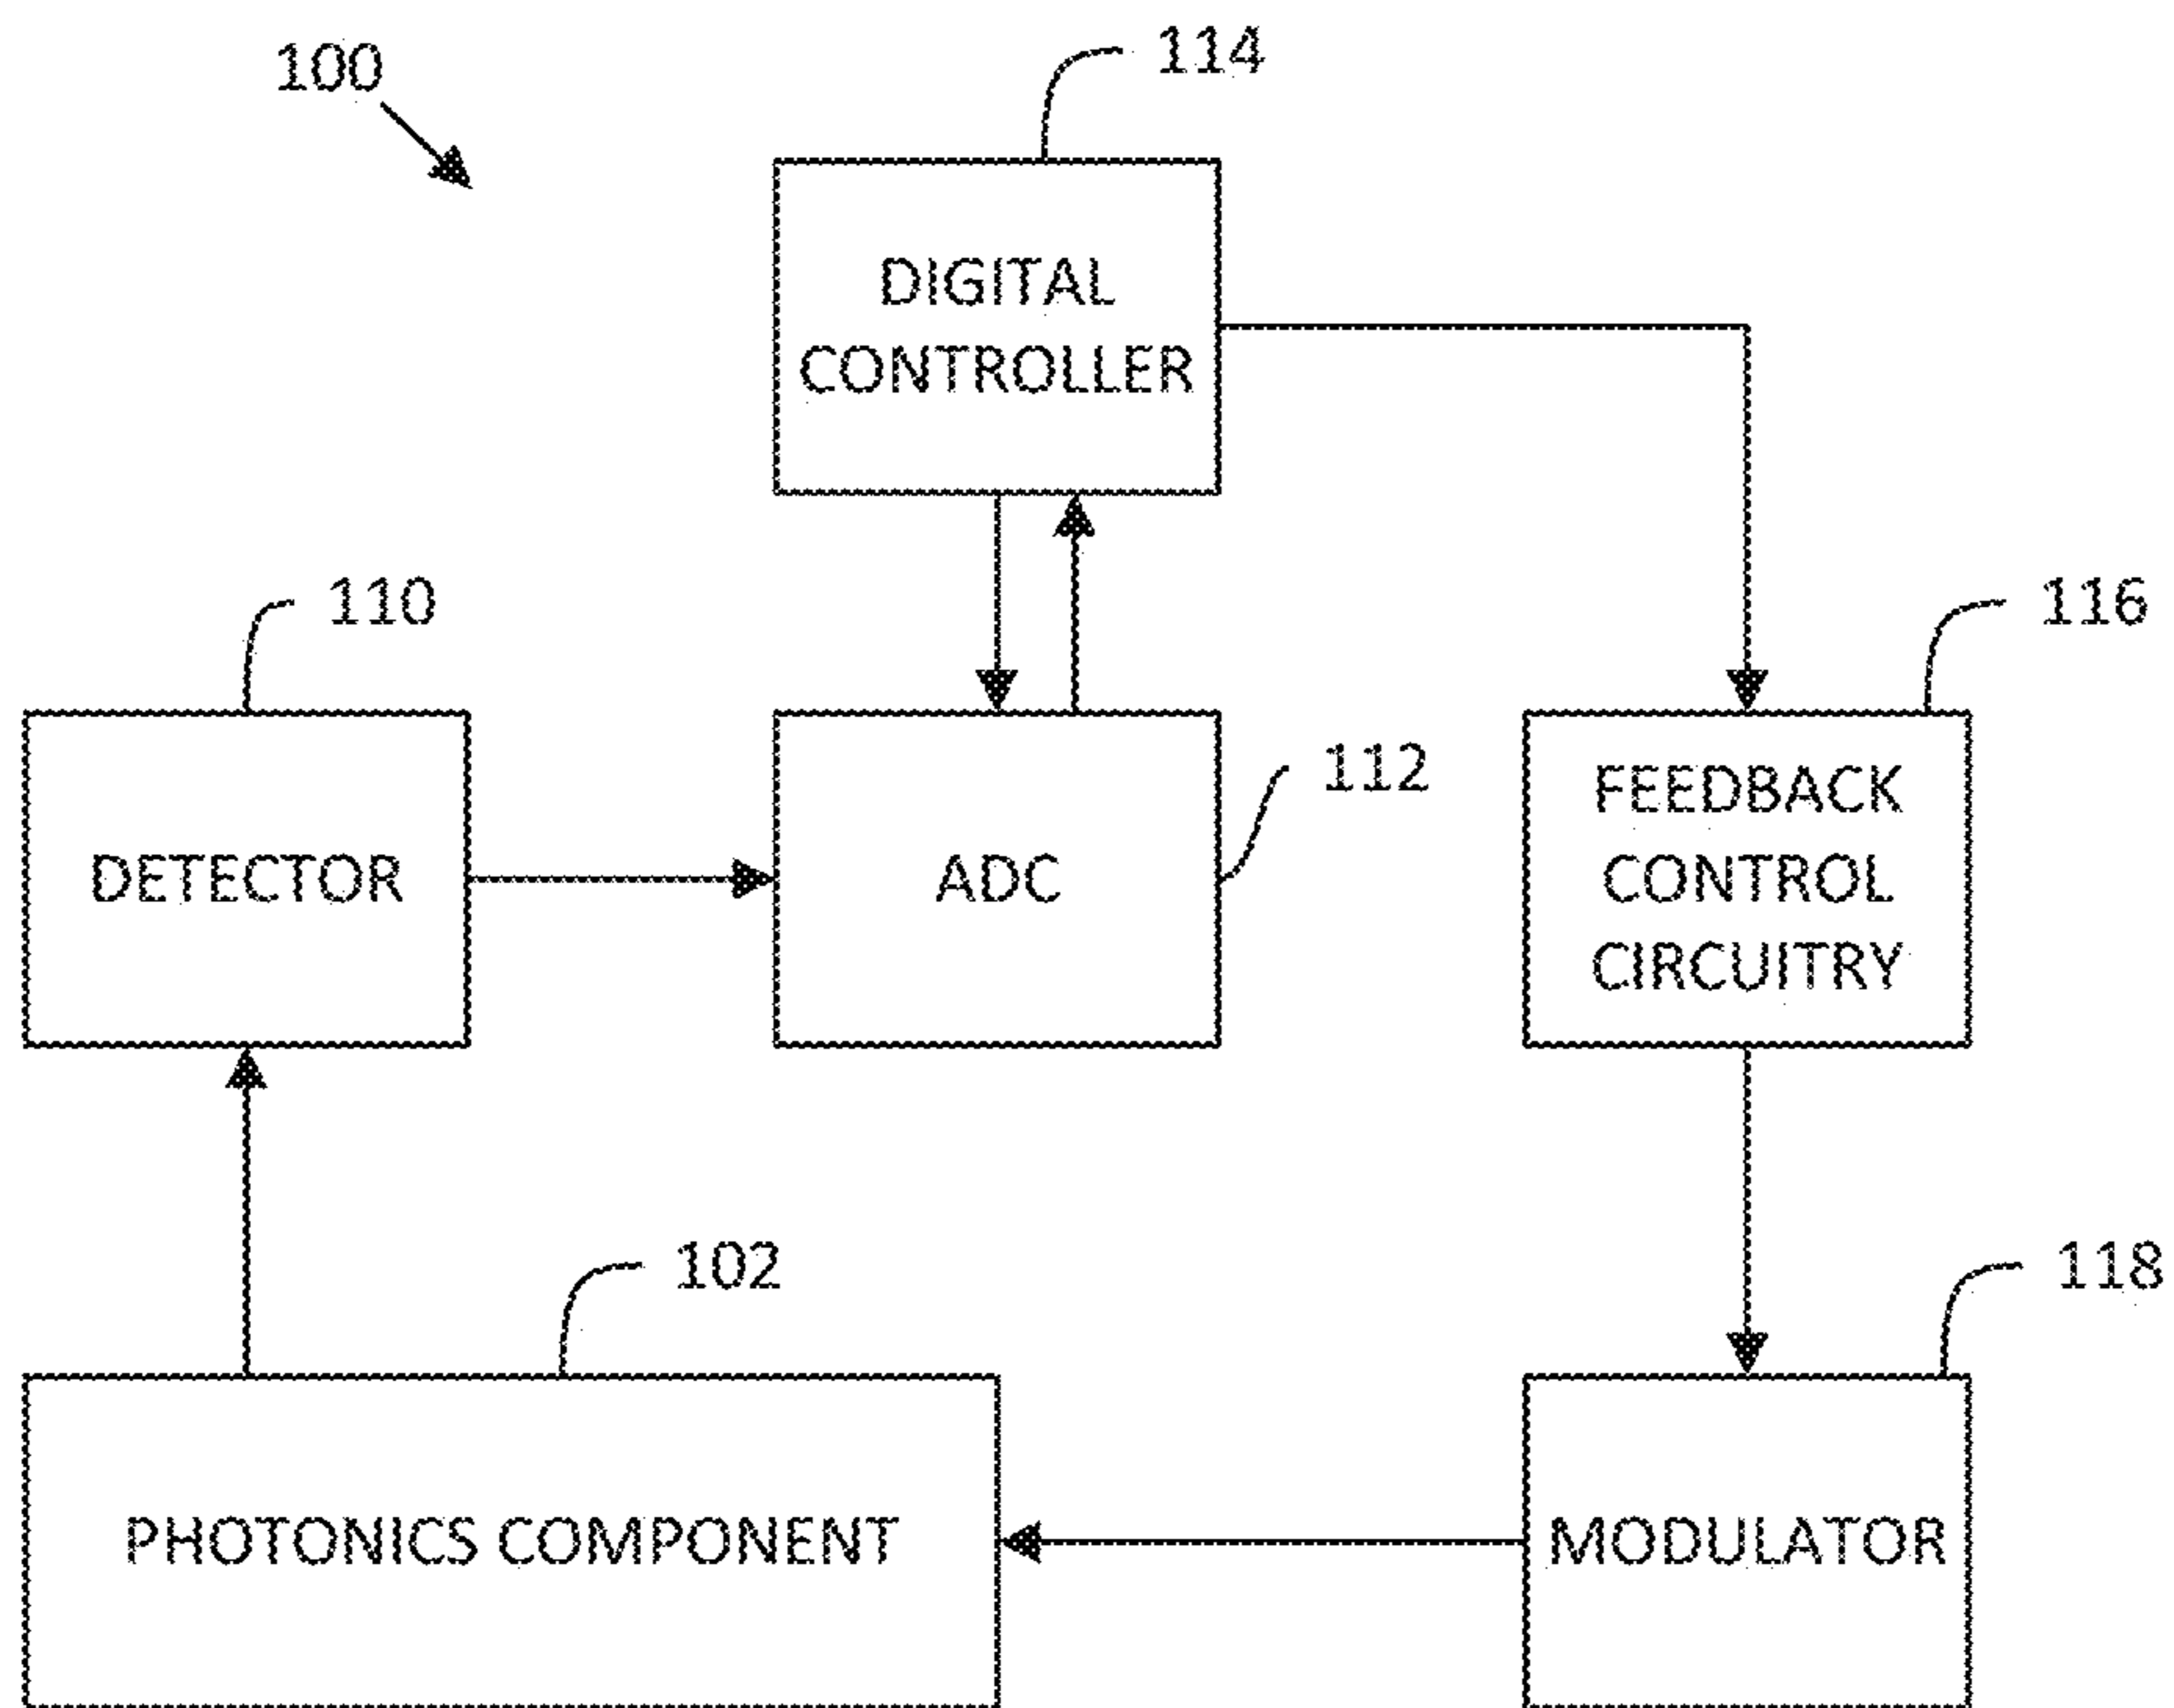 100
114
DIGITAL
CONTROLLER
110
116
112
DETECTOR
ADC
FEEDBACK
CONTROL
CIRCUITRY
102
118
PHOTONICS COMPONENT
MODULATOR